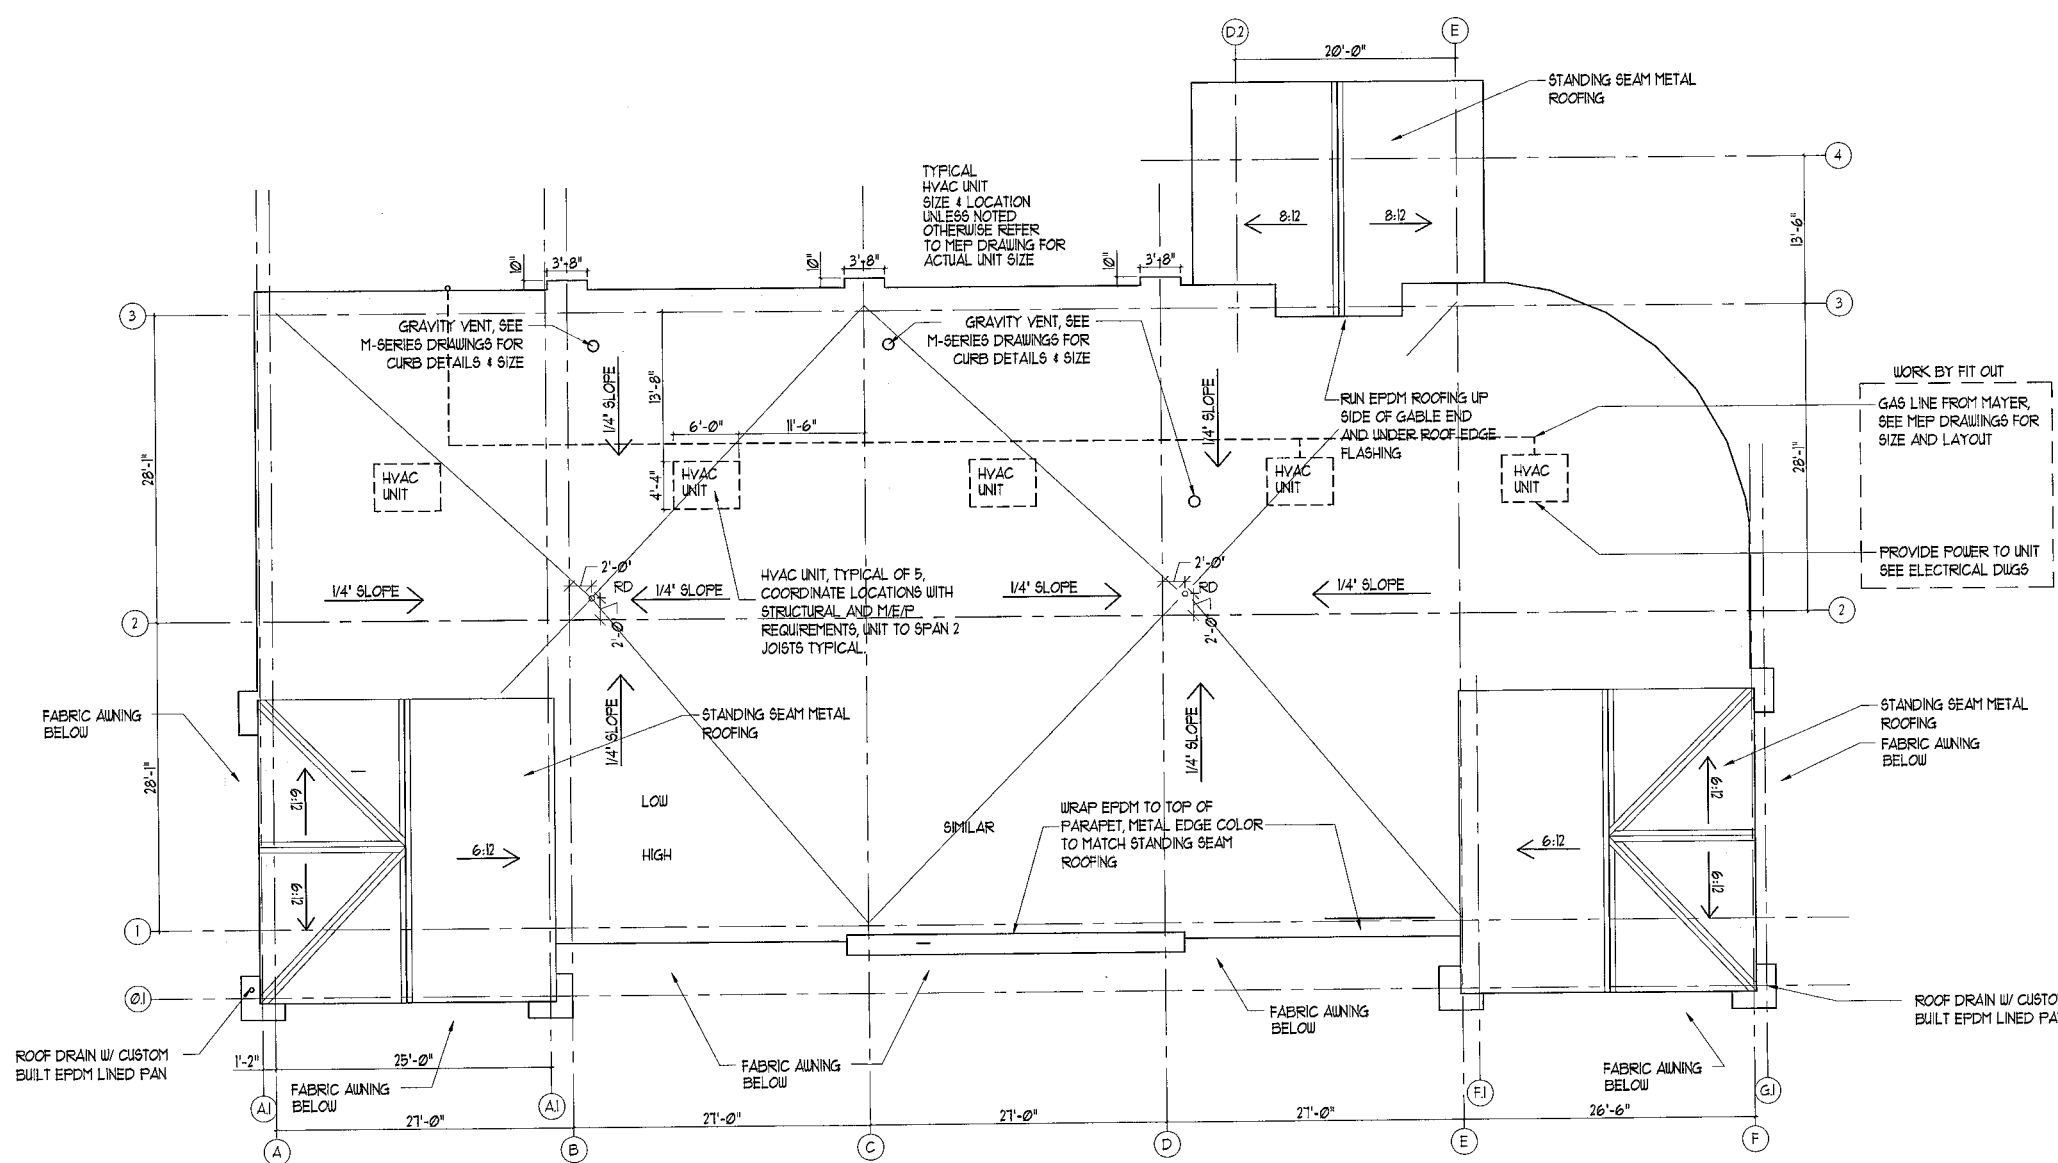 D.2
E
20'-0"
STANDING SEAM METAL
ROOFING
4
TYPICAL
HVAC UNIT
SIZE & LOCATION
UNLESS NOTED
OTHERWISE REFER
TO MEP DRAWING FOR
ACTUAL UNIT SIZE
8:12
8:12
13'-6"
10"
3'-8"
10"
3'-8"
10"
3'-8"
3
3
GRAVITY VENT, SEE
M-SERIES DRAWINGS FOR
CURB DETAILS & SIZE
GRAVITY VENT, SEE
M-SERIES DRAWINGS FOR
CURB DETAILS & SIZE
1/4" SLOPE
13'-8"
1/4" SLOPE
6'-0"
11'-6"
RUN EPDM ROOFING UP
SIDE OF GABLE END
AND UNDER ROOF EDGE
FLASHING
WORK BY FIT OUT
GAS LINE FROM MAYER,
SEE MEP DRAWINGS FOR
SIZE AND LAYOUT
28'-1"
28'-1"
HVAC
UNIT
4'-4"
HVAC
UNIT
HVAC
UNIT
HVAC
UNIT
HVAC
UNIT
PROVIDE POWER TO UNIT
SEE ELECTRICAL DWGS
2'-0"
RD
2'-0"
1/4" SLOPE
1/4" SLOPE
HVAC UNIT, TYPICAL OF 5,
COORDINATE LOCATIONS WITH
STRUCTURAL AND M/E/P
REQUIREMENTS, UNIT TO SPAN 2
JOISTS TYPICAL.
1/4" SLOPE
2'-0"
RD
2'-0"
1/4" SLOPE
2
2
FABRIC AWNING
BELOW
1/4" SLOPE
STANDING SEAM METAL
ROOFING
1/4" SLOPE
STANDING SEAM METAL
ROOFING
FABRIC AWNING
BELOW
28'-1"
6:12
6:12
6:12
LOW
HIGH
SIMILAR
WRAP EPDM TO TOP OF
PARAPET, METAL EDGE COLOR
TO MATCH STANDING SEAM
ROOFING
6:12
6:12
6:12
1
0.1
ROOF DRAIN W/ CUSTOM
BUILT EPDM LINED PAN
1'-2"
25'-0"
FABRIC AWNING
BELOW
FABRIC AWNING
BELOW
FABRIC AWNING
BELOW
FABRIC AWNING
BELOW
ROOF DRAIN W/ CUSTO
BUILT EPDM LINED PA
A.1
A.1
F.1
G.1
27'-0"
27'-0"
27'-0"
27'-0"
26'-6"
A
B
C
D
E
F